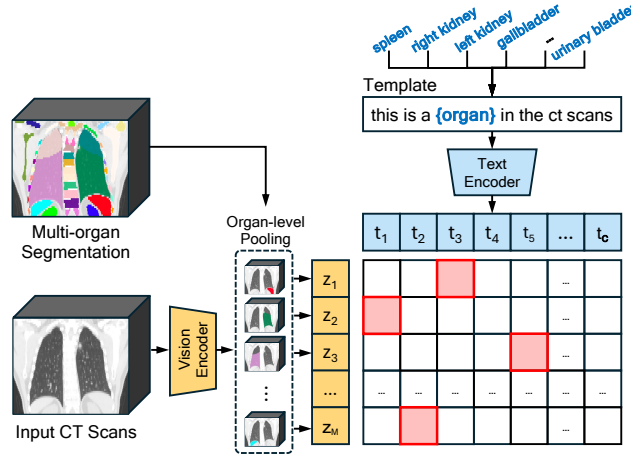 spleen
right kidney
left kidney
gallbladder
...
urinary bladder
Template
this is a {organ} in the ct scans
Text
Encoder
Multi-organ
Segmentation
Organ-level
Pooling
t1 t2 t3 t4 t5 ... tc
z1 ...
z2 ...
z3 ...
... ... ... ... ... ... ... ...
zM ...
Vision
Encoder
Input CT Scans